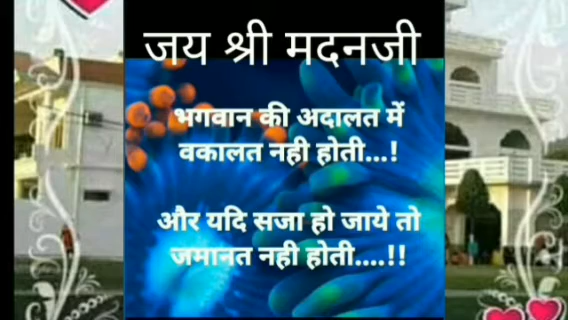 जय श्री मदनजी
भगवान की अदालत में
वकालत नही होती...!
और यदि सजा हो जाये तो
जमानत नही होती....!!